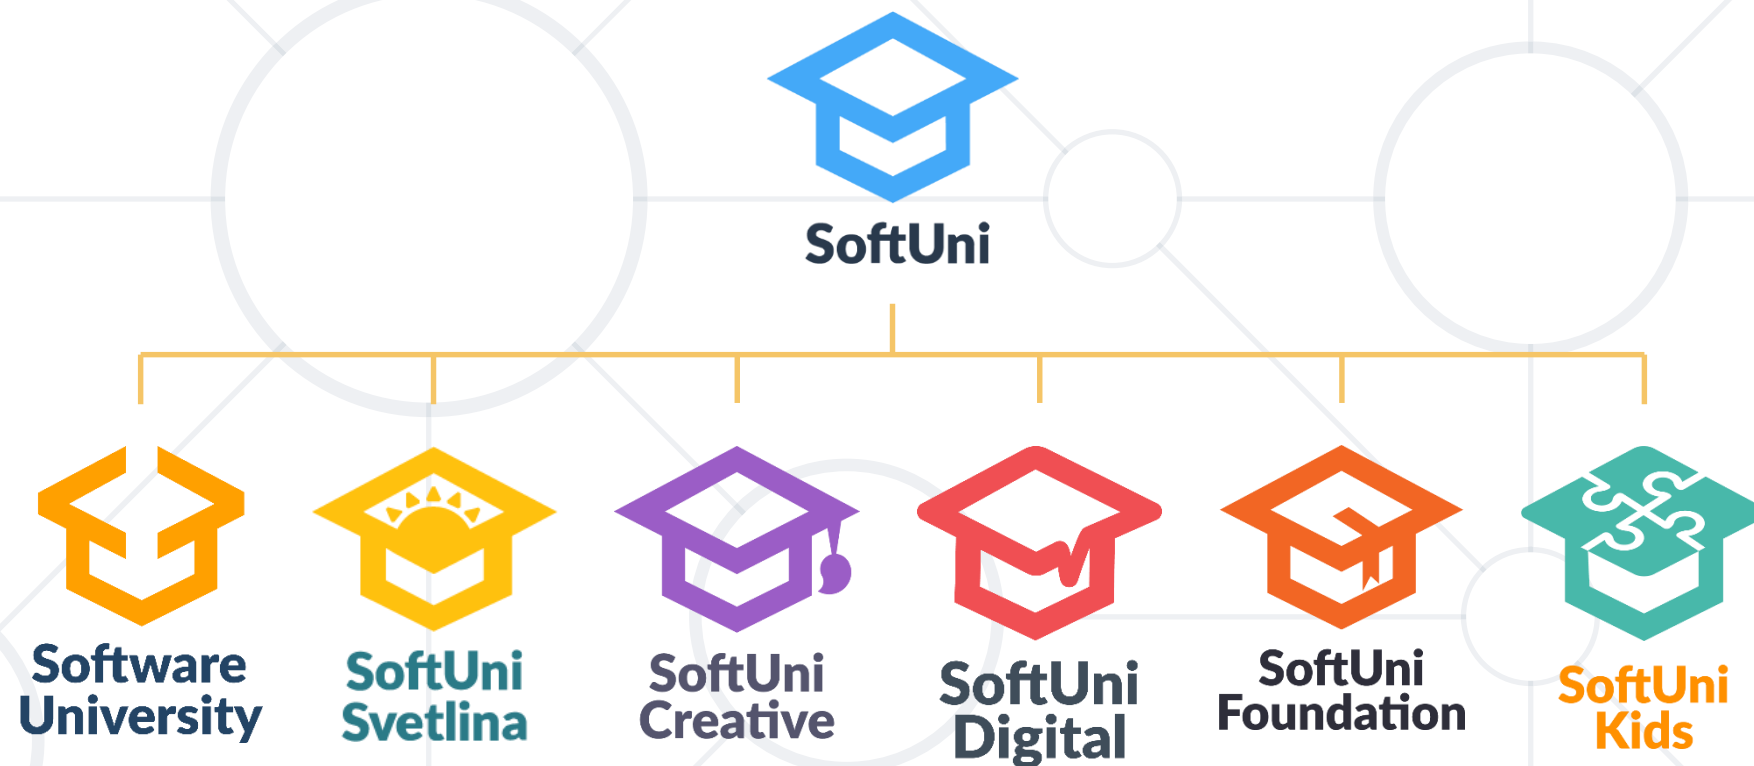 SoftUni
Software
University
SoftUni
Svetlina
SoftUni
Creative
SoftUni
Digital
SoftUni
Foundation
SoftUni
Kids